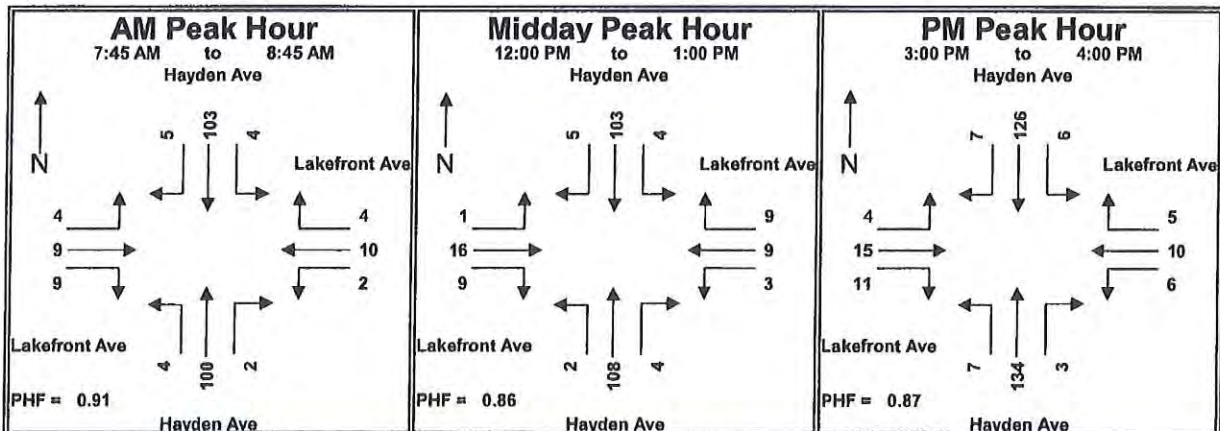 AM Peak Hour
7:45 AM to 8:45 AM
Hayden Ave
N
5 103 4
Lakefront Ave
4 4
9 10
9 2
Lakefront Ave
4 100 2
PHF = 0.91
Hayden Ave
Midday Peak Hour
12:00 PM to 1:00 PM
Hayden Ave
N
5 103 4
Lakefront Ave
1 9
16 9
9 3
Lakefront Ave
2 108 4
PHF = 0.86
Hayden Ave
PM Peak Hour
3:00 PM to 4:00 PM
Hayden Ave
N
7 126 6
Lakefront Ave
4 5
15 10
11 6
Lakefront Ave
7 134 3
PHF = 0.87
Hayden Ave